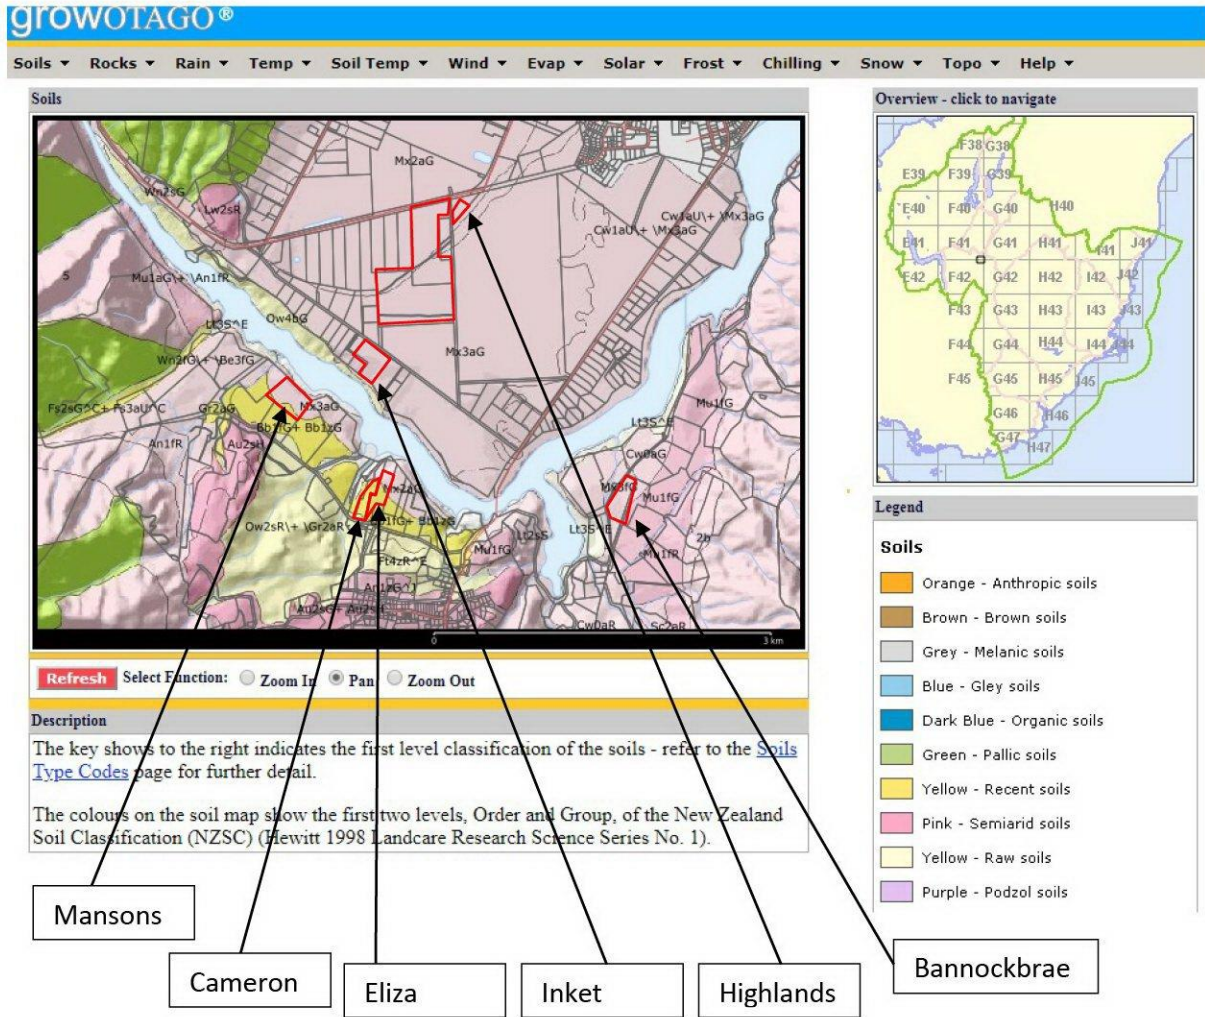 growOTAGO®
Soils ▼ Rocks ▼ Rain ▼ Temp ▼ Soil Temp ▼ Wind ▼ Evap ▼ Solar ▼ Frost ▼ Chilling ▼ Snow ▼ Topo ▼ Help ▼
Soils
Mx2aG
Wn2sG
Lw2sR
Cw1aU\+ \Mx3aG
Cw1aU\+ \Mx3aG
S
Mu1aG\+ \An1fR
Lt3S^E
Ow4bG
Wn2fG\+ \Be3fG
Mx3aG
Mu1fG
Fs2sG^C+ Fs3aU^C
Gr2aG
Mx3aG
Bb1fG+ Bb1zG
Lt3S^E
An1fR
Au2sH
Cw0aG
Mx2aG
Mu1fG
Ow2sR\+ \Gr2aR
Bb1zG
Lt3S^E
Lt2sS
Mu1fG
Mu1fR
2b
Ft4zR^E
An1zG^J
Au2sG+ Au2sH
Cw0aR
Sc2aR
0 3 km
Refresh Select Function: Zoom In Pan Zoom Out
Description
The key shows to the right indicates the first level classification of the soils - refer to the Soils
Type Codes page for further detail.
The colours on the soil map show the first two levels, Order and Group, of the New Zealand
Soil Classification (NZSC) (Hewitt 1998 Landcare Research Science Series No. 1).
Overview - click to navigate
F38 G38
E39 F39 G39
E40 F40 G40 H40
E41 F41 G41 H41 I41 J41
E42 F42 G42 H42 I42 J42
F43 G43 H43 I43 J43
F44 G44 H44 I44 J44
F45 G45 H45 I45
G46 H46
G47 H47
Legend
Soils
Orange - Anthropic soils
Brown - Brown soils
Grey - Melanic soils
Blue - Gley soils
Dark Blue - Organic soils
Green - Pallic soils
Yellow - Recent soils
Pink - Semiarid soils
Yellow - Raw soils
Purple - Podzol soils
Mansons
Cameron
Eliza
Inket
Highlands
Bannockbrae